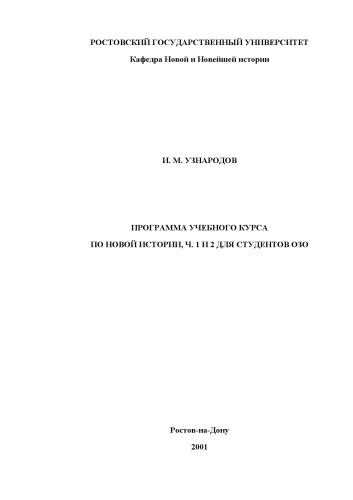 РОСТОВСКИЙ ГОСУДАРСТВЕННЫЙ УНИВЕРСИТЕТ
Кафедра Новой и Новейшей истории
И. М. УЗНАРОДОВ
ПРОГРАММА УЧЕБНОГО КУРСА
ПО НОВОЙ ИСТОРИИ, Ч. 1 И 2 ДЛЯ СТУДЕНТОВ ОЗО
Ростов-на-Дону
2001